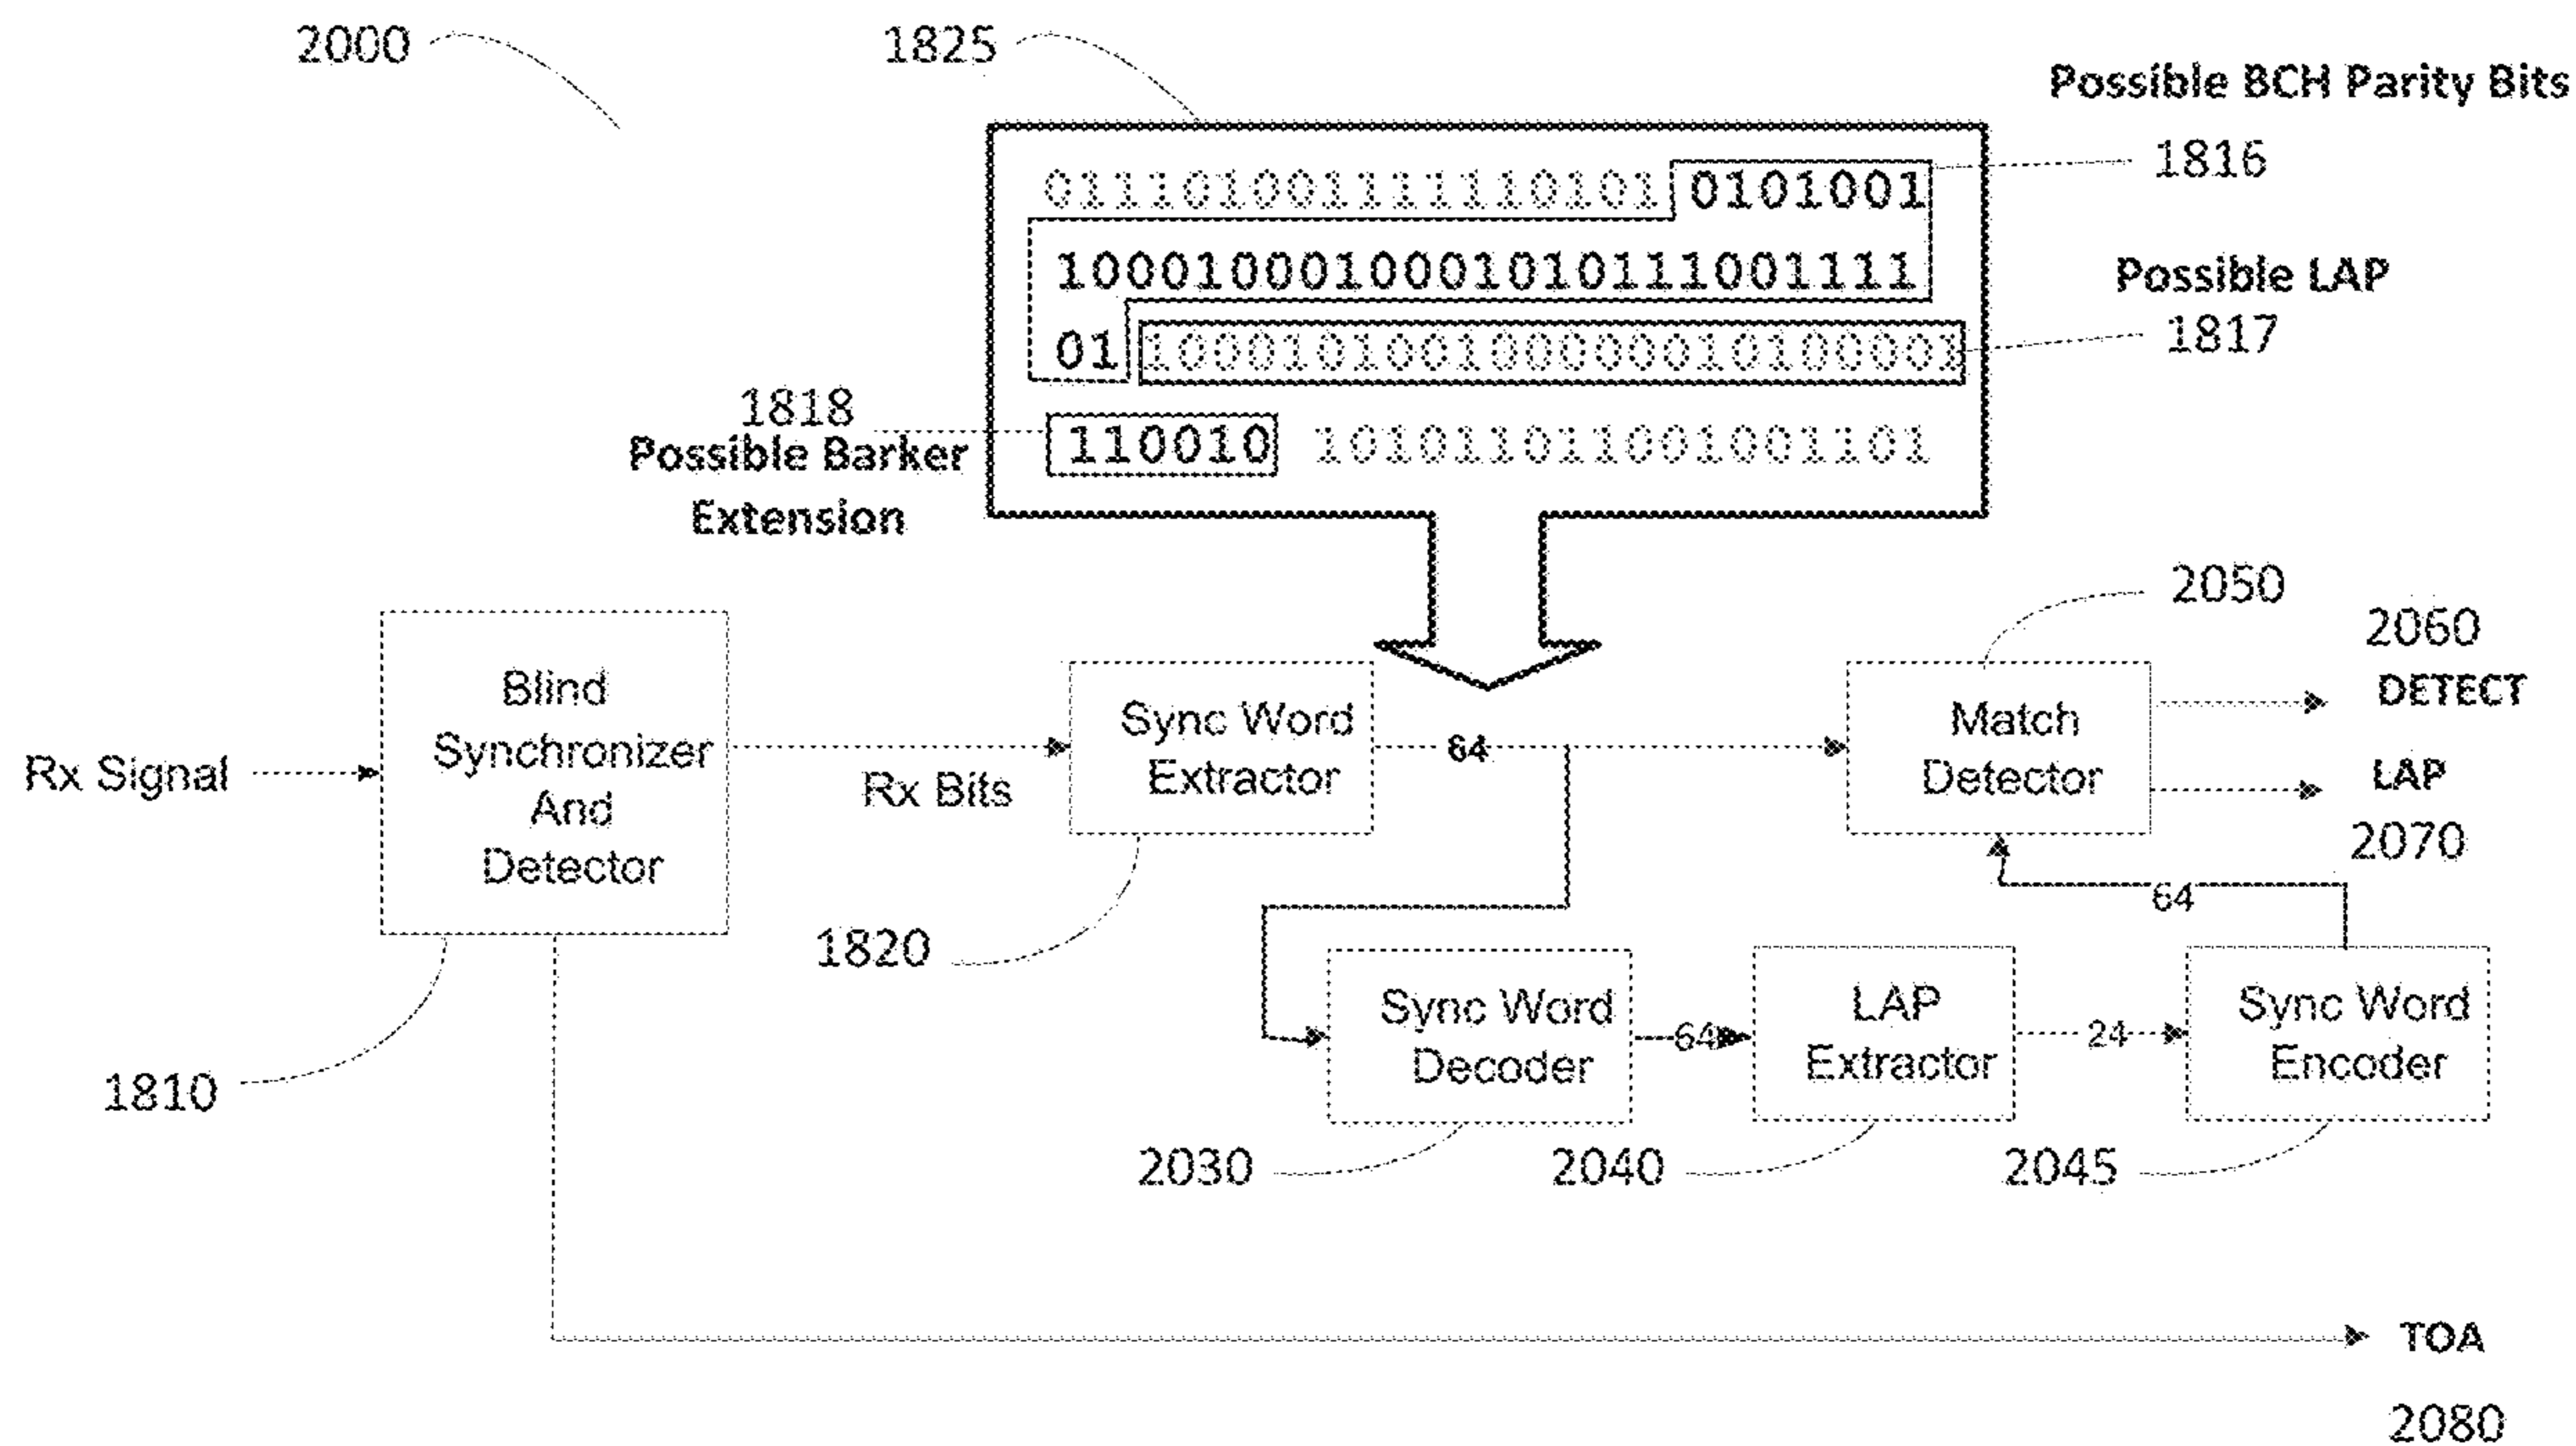 2000
1825
Possible BCH Parity Bits
1816
011101001111110101 0101001
1000100010001010111001111
Possible LAP
1817
01 100010100100000010100001
1818
Possible Barker
Extension
110010 101011011001001101
2050
2060
DETECT
Blind
Synchronizer
And
Detector
Rx Signal
Rx Bits
Sync Word
Extractor
64
Match
Detector
LAP
2070
64
1820
1810
Sync Word
Decoder
64
LAP
Extractor
24
Sync Word
Encoder
2030
2040
2045
TOA
2080